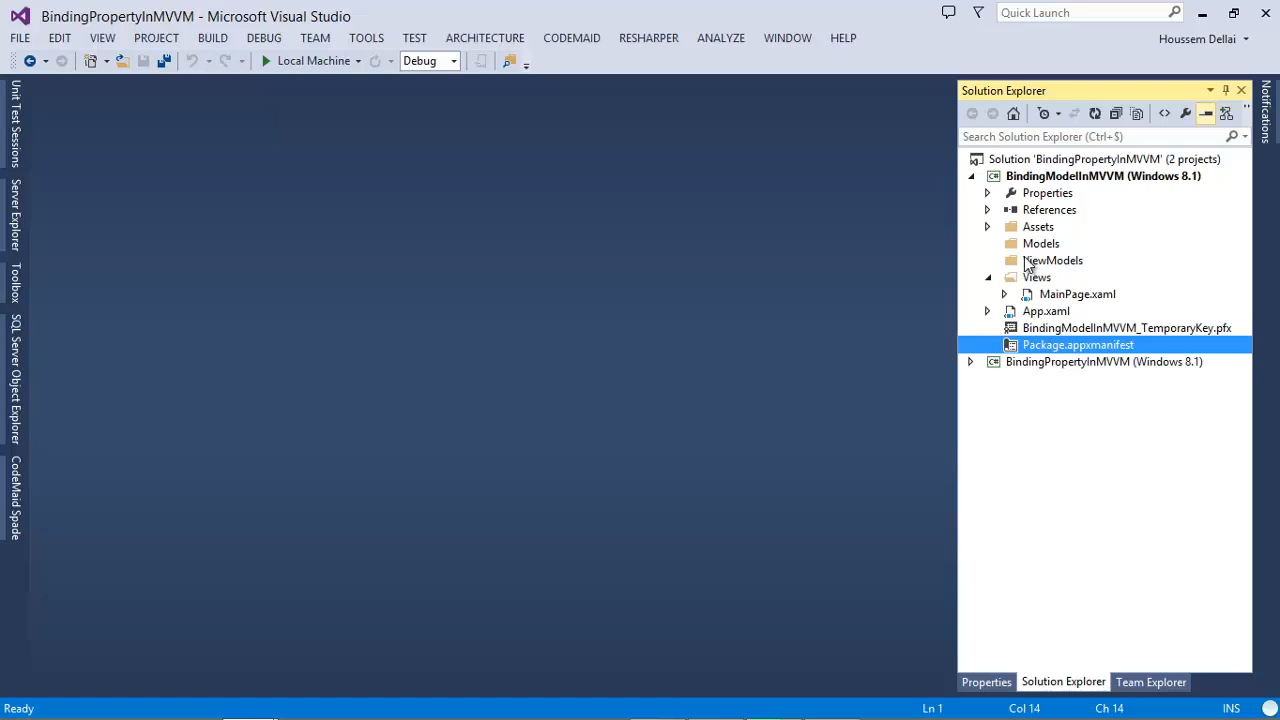 BindingPropertyInMVVM - Microsoft Visual Studio
Quick Launch
FILE EDIT VIEW PROJECT BUILD DEBUG TEAM TOOLS TEST ARCHITECTURE CODEMAID RESHARPER ANALYZE WINDOW HELP
Houssem Dellai
Local Machine
Debug
Unit Test Sessions
Server Explorer
Toolbox
SQL Server Object Explorer
CodeMaid Spade
Solution Explorer
Search Solution Explorer (Ctrl+$)
Solution 'BindingPropertyInMVVM' (2 projects)
BindingModelInMVVM (Windows 8.1)
Properties
References
Assets
Models
ViewModels
Views
MainPage.xaml
App.xaml
BindingModelInMVVM_TemporaryKey.pfx
Package.appxmanifest
BindingPropertyInMVVM (Windows 8.1)
Properties Solution Explorer Team Explorer
Notifications
Ready
Ln 1 Col 14 Ch 14 INS